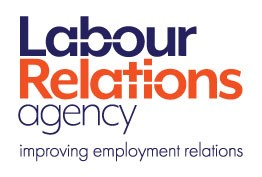 Labour
Relations
agency
improving employment relations